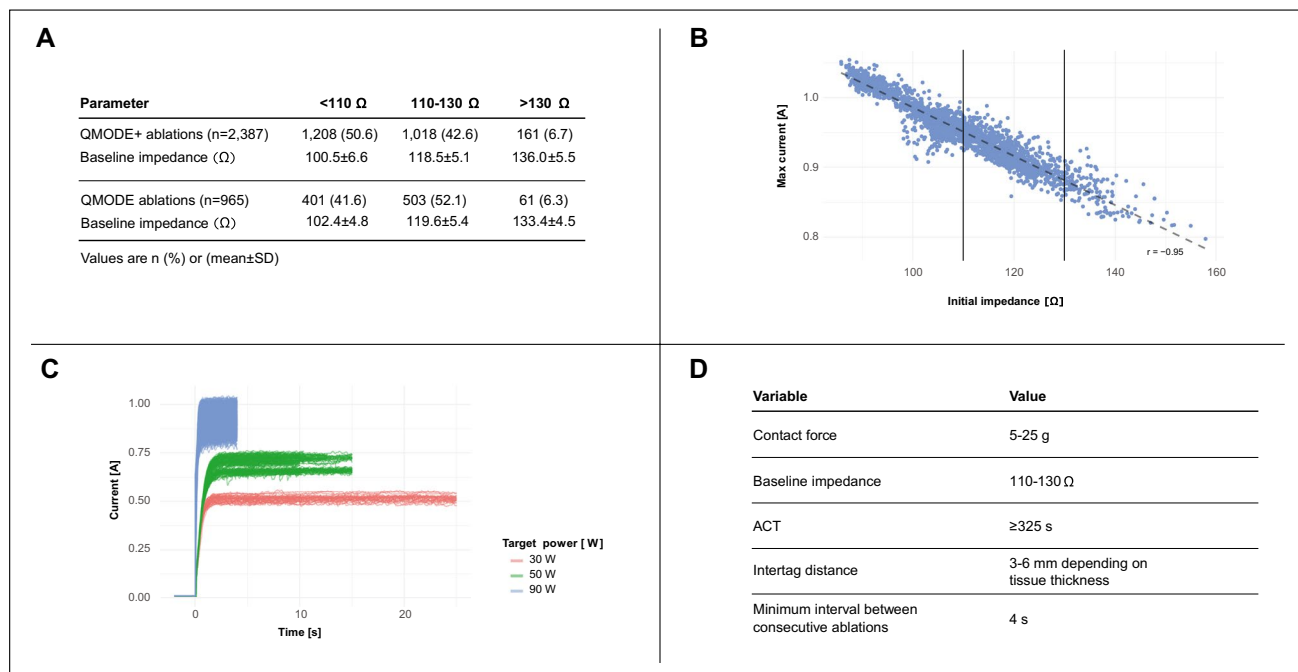 A
Parameter <110 Ω 110-130 Ω >130 Ω
QMODE+ ablations (n=2,387) 1,208 (50.6) 1,018 (42.6) 161 (6.7)
Baseline impedance (Ω) 100.5±6.6 118.5±5.1 136.0±5.5
QMODE ablations (n=965) 401 (41.6) 503 (52.1) 61 (6.3)
Baseline impedance (Ω) 102.4±4.8 119.6±5.4 133.4±4.5
Values are n (%) or (mean±SD)
B
Max current [A]
1.0
0.9
0.8
r = −0.95
100 120 140 160
Initial impedance [Ω]
C
Current [A]
1.00
0.75
0.50
0.25
0.00
0 10 20
Time [s]
Target power [W]
30 W
50 W
90 W
D
Variable Value
Contact force 5-25 g
Baseline impedance 110-130 Ω
ACT ≥325 s
Intertag distance 3-6 mm depending on
tissue thickness
Minimum interval between
consecutive ablations 4 s